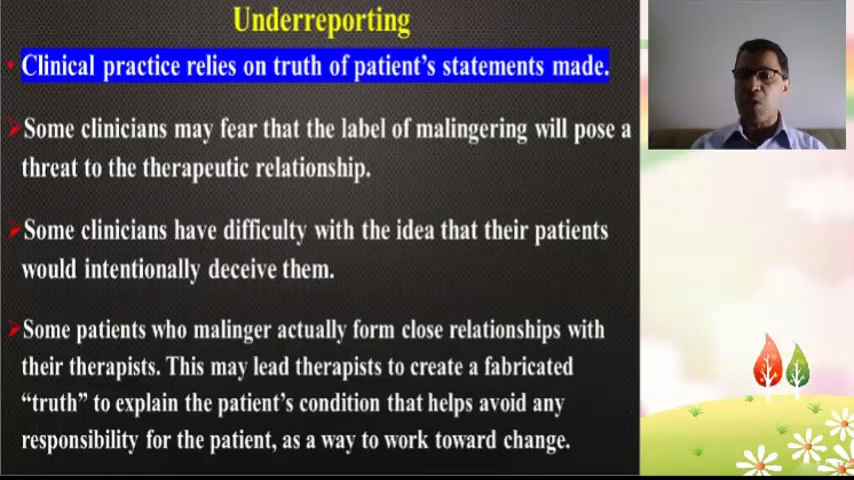 Underreporting
Clinical practice relies on truth of patient's statements made.
Some clinicians may fear that the label of malingering will pose a
threat to the therapeutic relationship.
Some clinicians have difficulty with the idea that their patients
would intentionally deceive them.
Some patients who malinger actually form close relationships with
their therapists. This may lead therapists to create a fabricated
“truth” to explain the patient's condition that helps avoid any
responsibility for the patient, as a way to work toward change.